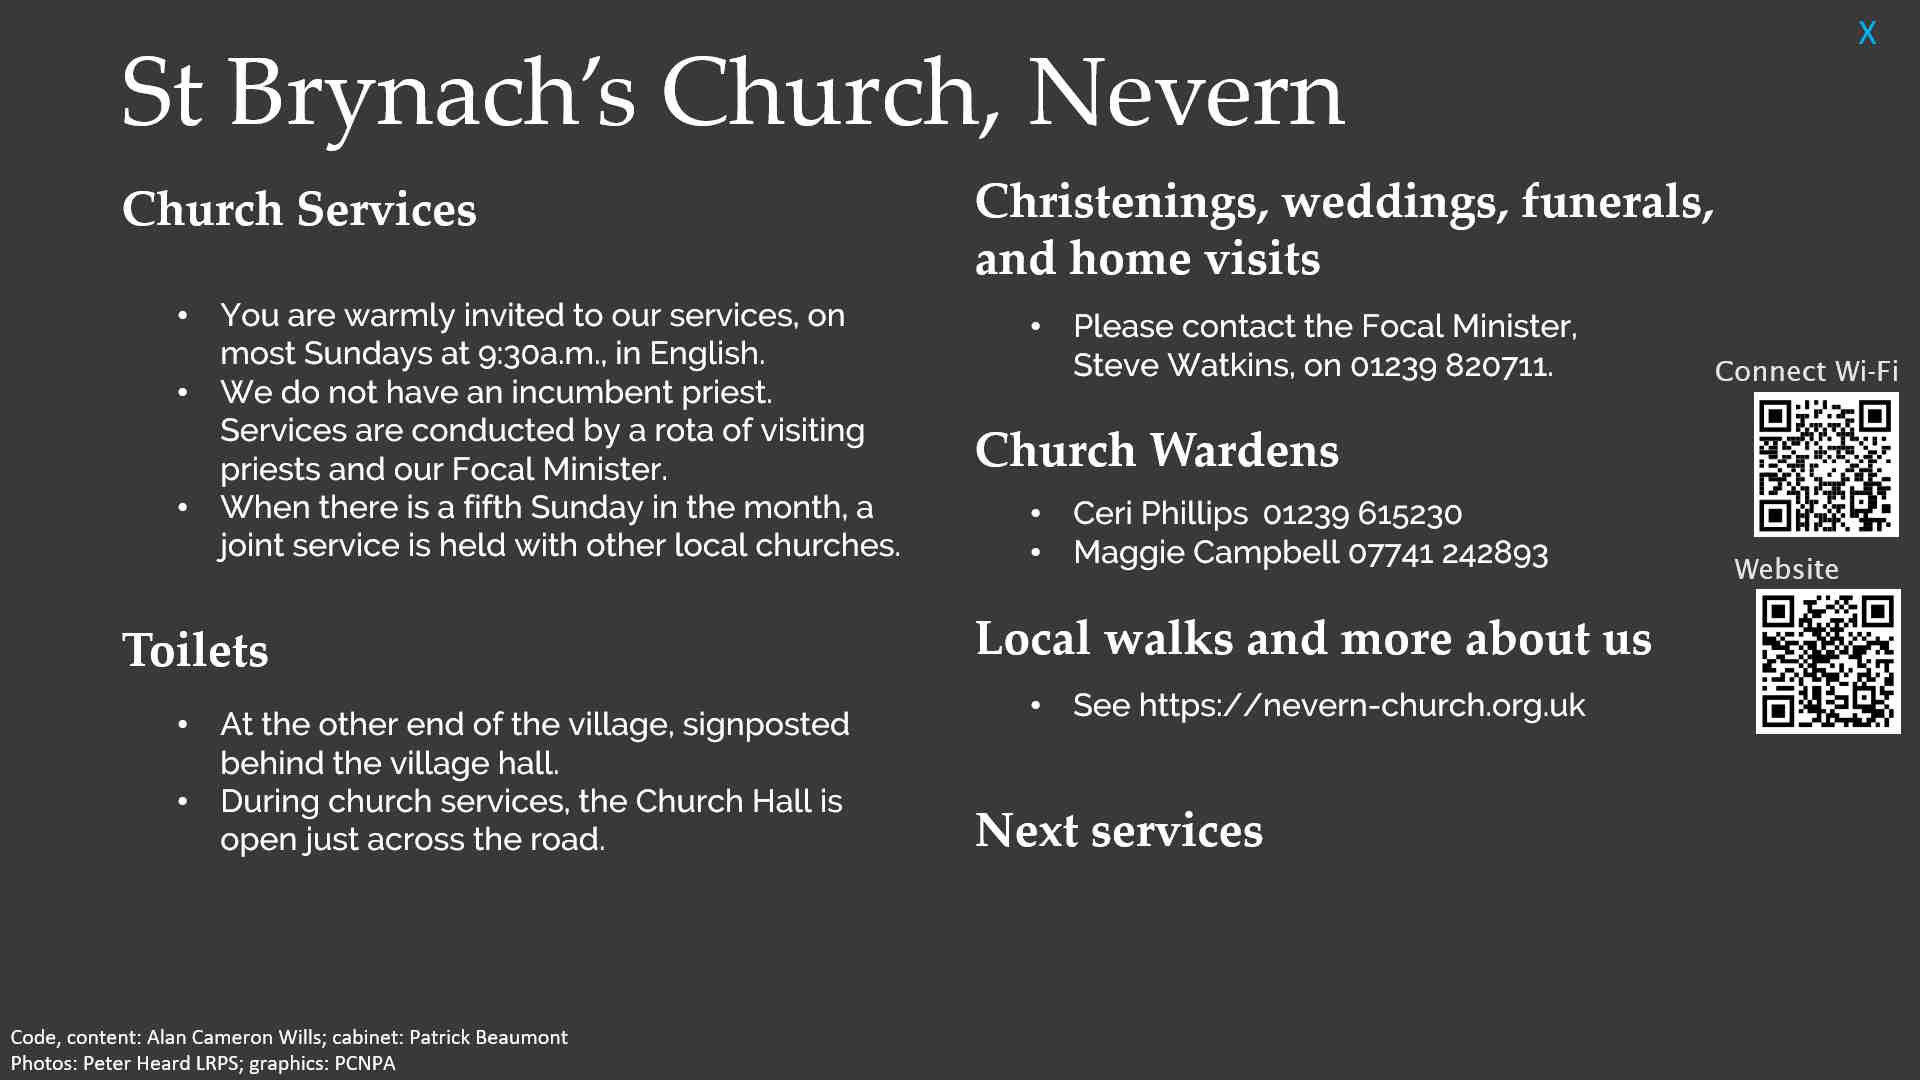 X
St Brynach’s Church, Nevern
Church Services
• You are warmly invited to our services, on
most Sundays at 9:30a.m., in English.
• We do not have an incumbent priest.
Services are conducted by a rota of visiting
priests and our Focal Minister.
• When there is a fifth Sunday in the month, a
joint service is held with other local churches.
Toilets
• At the other end of the village, signposted
behind the village hall.
• During church services, the Church Hall is
open just across the road.
Christenings, weddings, funerals,
and home visits
• Please contact the Focal Minister,
Steve Watkins, on 01239 820711.
Church Wardens
• Ceri Phillips 01239 615230
• Maggie Campbell 07741 242893
Local walks and more about us
• See https://nevern-church.org.uk
Next services
Connect Wi-Fi
Website
Code, content: Alan Cameron Wills; cabinet: Patrick Beaumont
Photos: Peter Heard LRPS; graphics: PCNPA